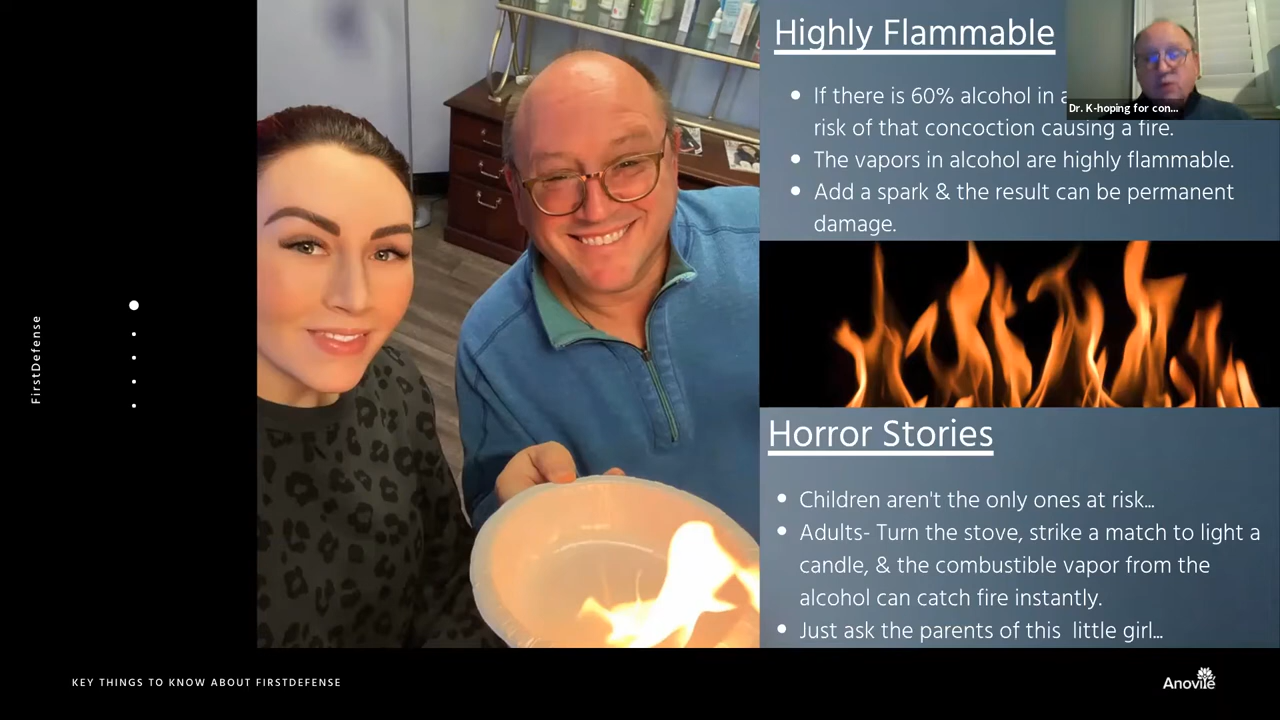 Highly Flammable
If there is 60% alcohol in a
risk of that concoction causing a fire.
The vapors in alcohol are highly flammable.
Add a spark & the result can be permanent
damage.
Dr. K-hoping for con...
FirstDefense
Horror Stories
Children aren't the only ones at risk...
Adults- Turn the stove, strike a match to light a
candle, & the combustible vapor from the
alcohol can catch fire instantly.
Just ask the parents of this little girl...
KEY THINGS TO KNOW ABOUT FIRSTDEFENSE
Anovite